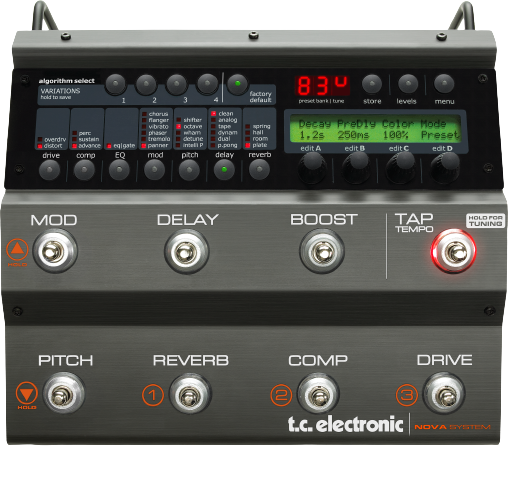 algorithm select
VARIATIONS
hold to save
1 2 3 4
factory
default
83
preset bank | tune
store levels menu
overdrv
distort
perc
sustain
advance
eq|gate
chorus
flanger
vibrato
phaser
tremolo
panner
shifter
octave
wham
detune
intelli P
clean
analog
tape
dynam
dual
p.pong
spring
hall
room
plate
drive comp EQ mod pitch delay reverb
Decay PreDly Color Mode
1.2s 250ms 100% Preset
edit A edit B edit C edit D
MOD DELAY BOOST TAP
TEMPO
HOLD FOR
TUNING
PITCH REVERB COMP DRIVE
1 2 3
HOLD
t.c. electronic NOVA SYSTEM